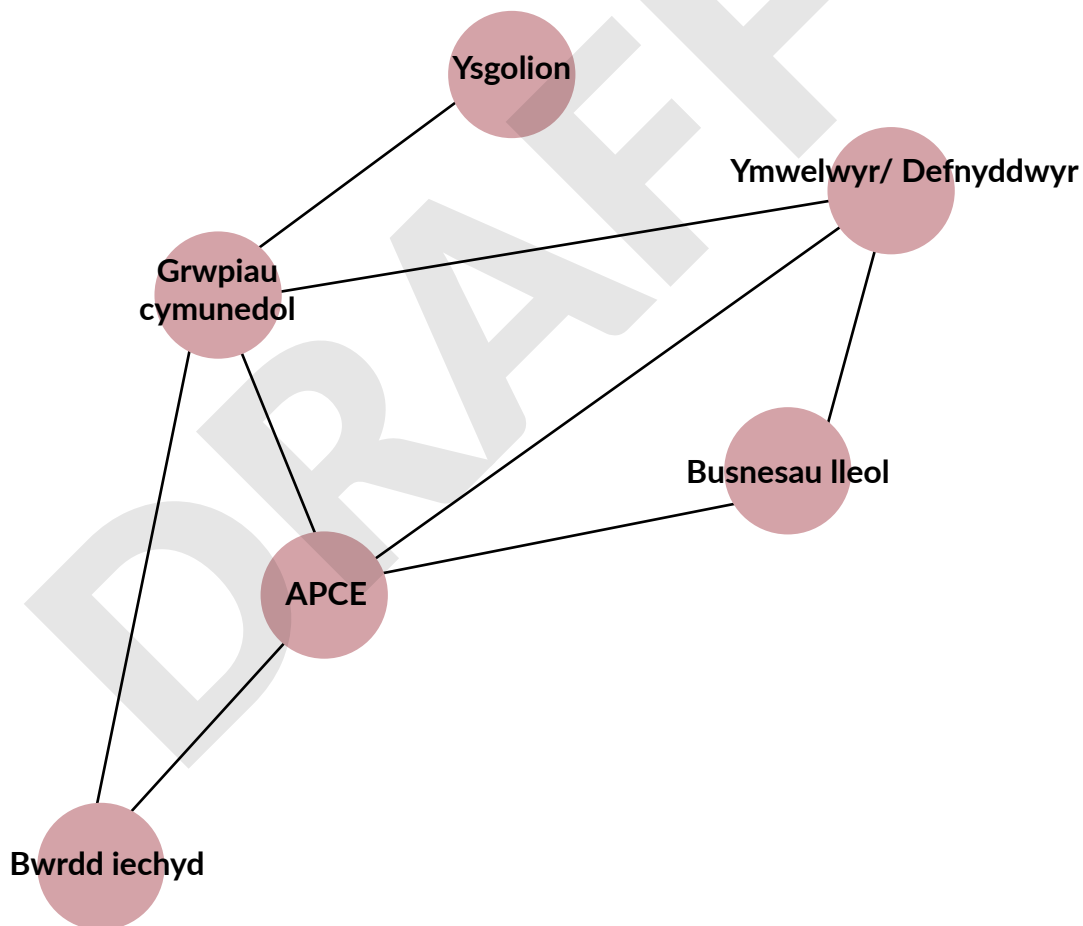 Ysgolion
Ymwelwyr/ Defnyddwyr
Grwpiau
cymunedol
Busnesau lleol
APCE
Bwrdd iechyd
DRAFT